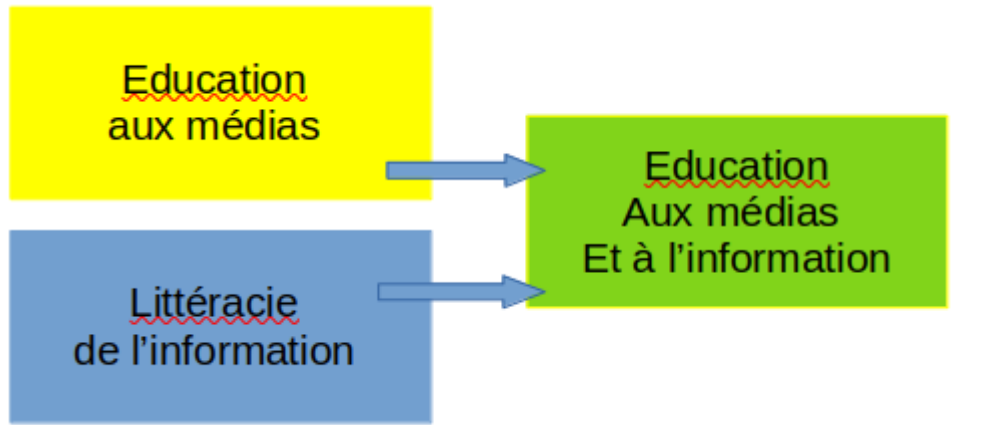 Education
aux médias
Littéracie
de l’information
Education
Aux médias
Et à l’information